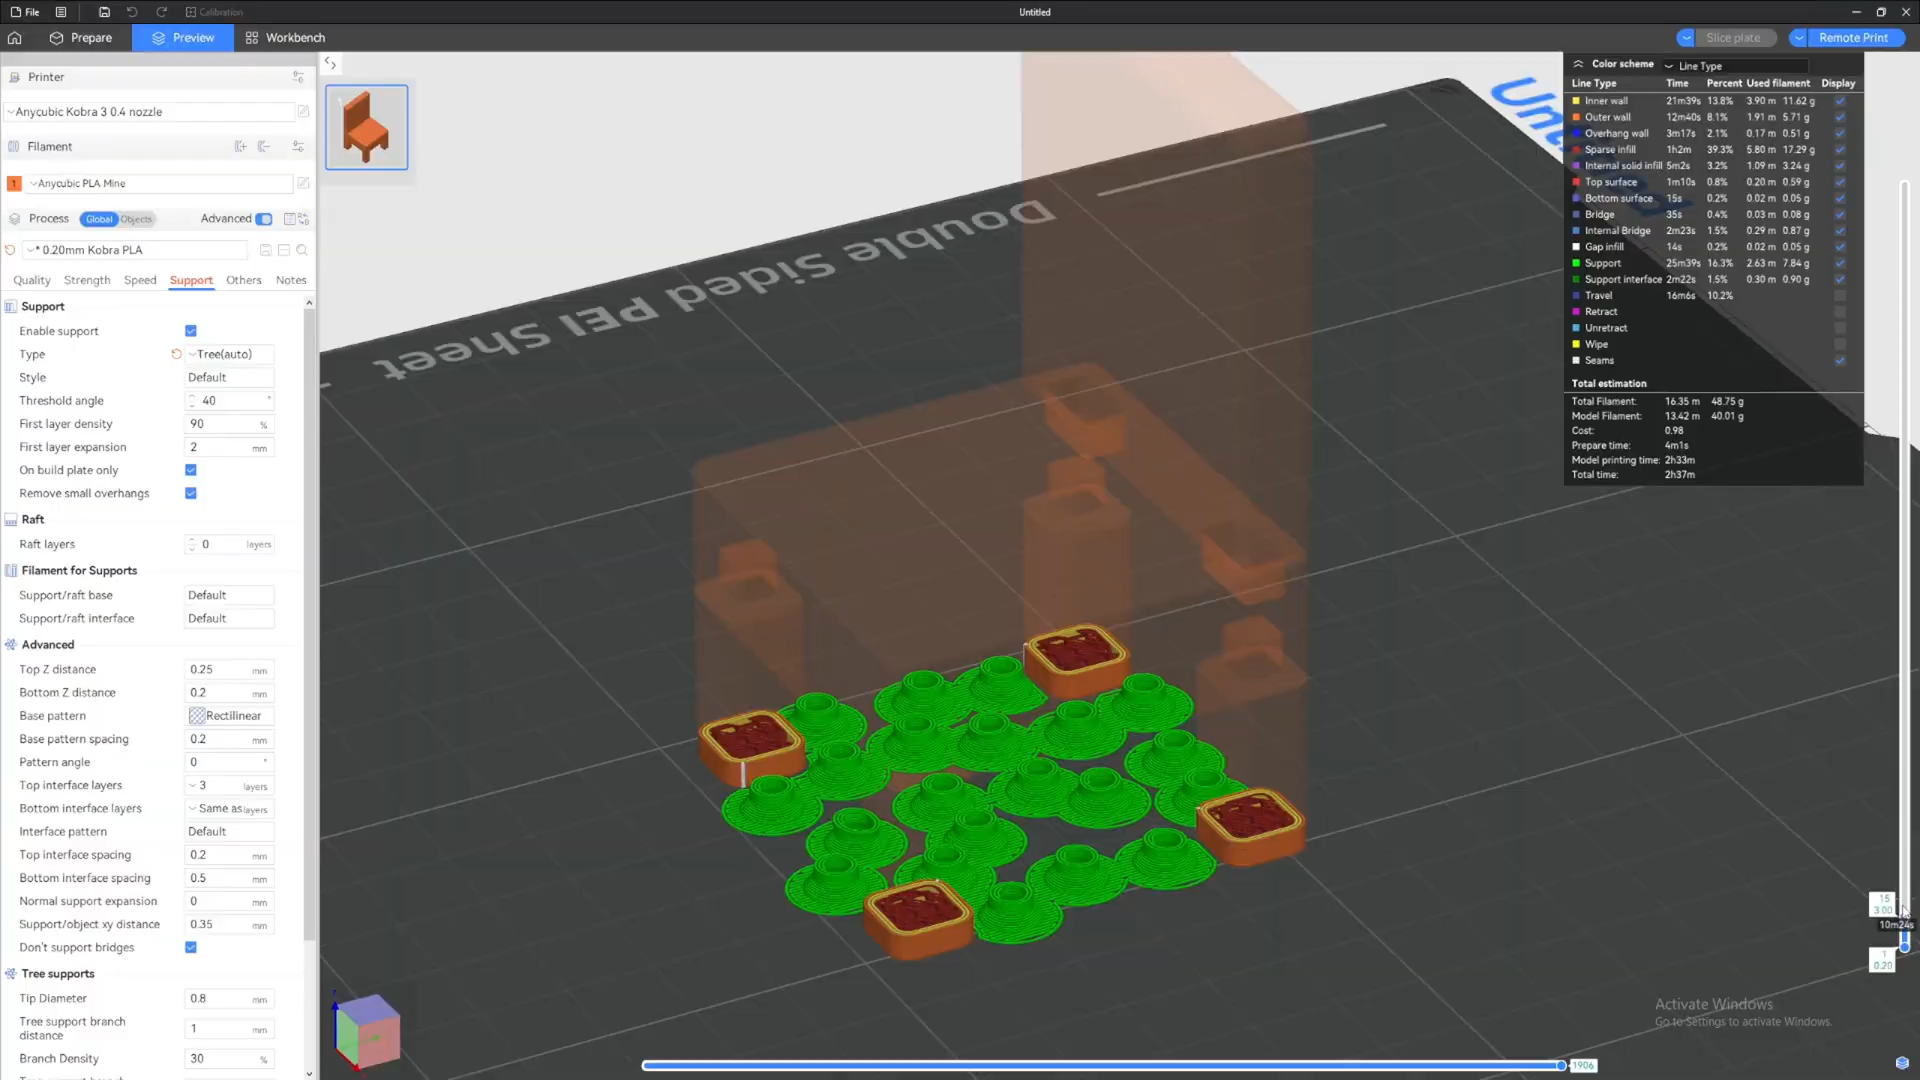 File
Calibration
Untitled
Prepare
Preview
Workbench
Slice plate
Remote Print
Printer
Anycubic Kobra 3 0.4 nozzle
Filament
1
Anycubic PLA Mine
Process
Global
Objects
Advanced
* 0.20mm Kobra PLA
Quality
Strength
Speed
Support
Others
Notes
Support
Enable support
Type
Tree(auto)
Style
Default
Threshold angle
40 °
First layer density
90 %
First layer expansion
2 mm
On build plate only
Remove small overhangs
Raft
Raft layers
0 layers
Filament for Supports
Support/raft base
Default
Support/raft interface
Default
Advanced
Top Z distance
0.25 mm
Bottom Z distance
0.2 mm
Base pattern
Rectilinear
Base pattern spacing
0.2 mm
Pattern angle
0 °
Top interface layers
3 layers
Bottom interface layers
Same as layers
Interface pattern
Default
Top interface spacing
0.2 mm
Bottom interface spacing
0.5 mm
Normal support expansion
0 mm
Support/object xy distance
0.35 mm
Don't support bridges
Tree supports
Tip Diameter
0.8 mm
Tree support branch
distance
1 mm
Branch Density
30 %
Double Sided PEI Sheet
Color scheme
Line Type
Line Type Time Percent Used filament Display
Inner wall 21m39s 13.8% 3.90 m 11.62 g
Outer wall 12m40s 8.1% 1.91 m 5.71 g
Overhang wall 3m17s 2.1% 0.17 m 0.51 g
Sparse infill 1h2m 39.3% 5.80 m 17.29 g
Internal solid infill 5m2s 3.2% 1.09 m 3.24 g
Top surface 1m10s 0.8% 0.20 m 0.59 g
Bottom surface 15s 0.2% 0.02 m 0.05 g
Bridge 35s 0.4% 0.03 m 0.08 g
Internal Bridge 2m23s 1.5% 0.29 m 0.87 g
Gap infill 14s 0.2% 0.02 m 0.05 g
Support 25m39s 16.3% 2.63 m 7.84 g
Support interface 2m22s 1.5% 0.30 m 0.90 g
Travel 16m6s 10.2%
Retract
Unretract
Wipe
Seams
Total estimation
Total Filament: 16.35 m 48.75 g
Model Filament: 13.42 m 40.01 g
Cost: 0.98
Prepare time: 4m1s
Model printing time: 2h33m
Total time: 2h37m
15
3.00
10m24s
1
0.20
Activate Windows
Go to Settings to activate Windows.
1906